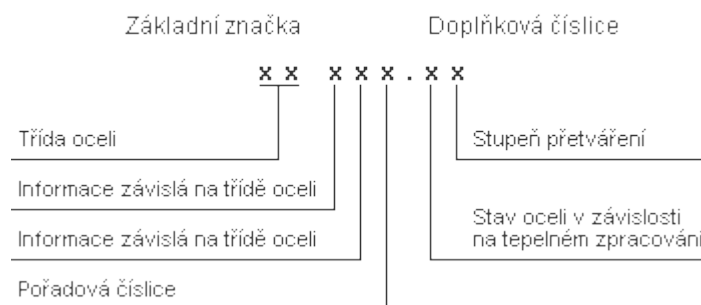 Základní značka Doplňková číslice
x x x x x . x x
Třída oceli
Stupeň přetváření
Informace závislá na třídě oceli
Informace závislá na třídě oceli
Stav oceli v závislosti
na tepelném zpracování
Pořadová číslice